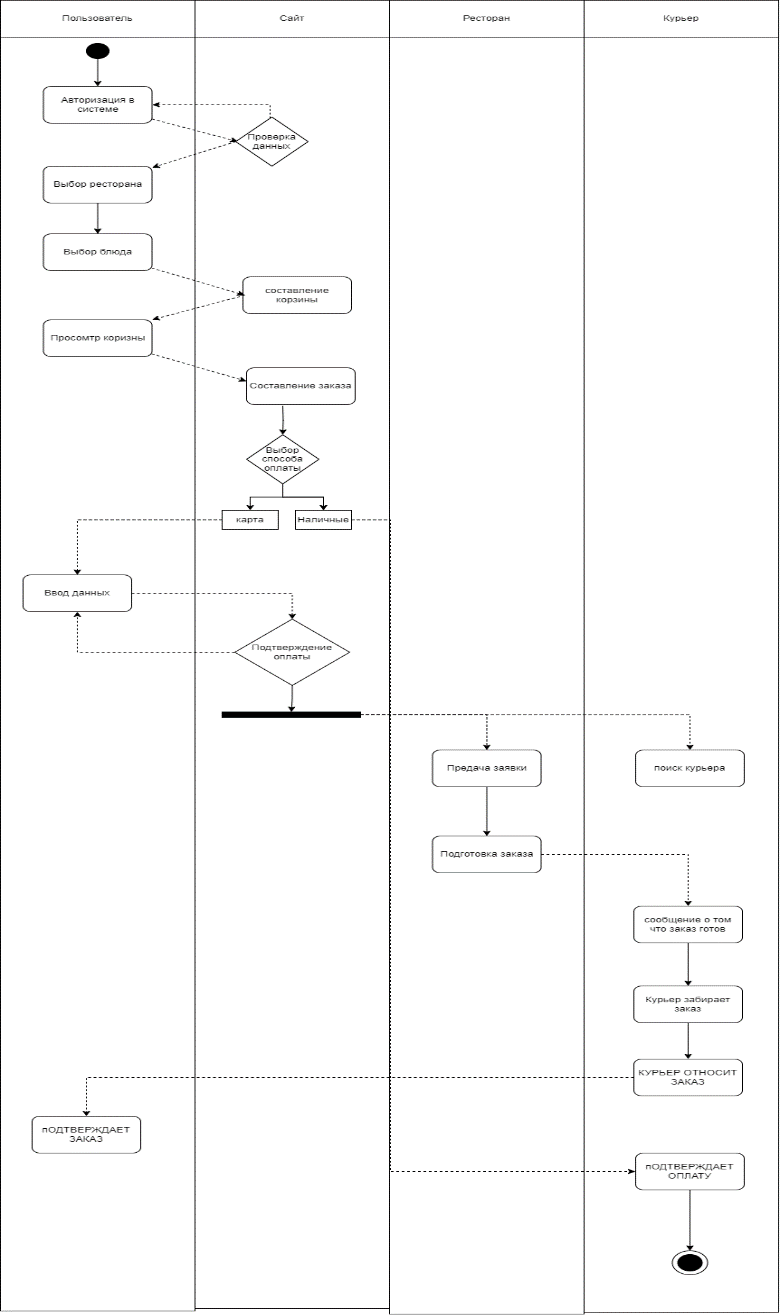 Пользователь
Сайт
Ресторан
Курьер
Авторизация в
системе
Проверка
данных
Выбор ресторана
Выбор блюда
составление
корзины
Просомтр коризны
Составление заказа
Выбор
способа
оплаты
карта
Наличные
Ввод данных
Подтверждение
оплаты
Предача заявки
поиск курьера
Подготовка заказа
сообщение о том
что заказ готов
Курьер забирает
заказ
КУРЬЕР ОТНОСИТ
ЗАКАЗ
пОДТВЕРЖДАЕТ
ЗАКАЗ
пОДТВЕРЖДАЕТ
ОПЛАТУ